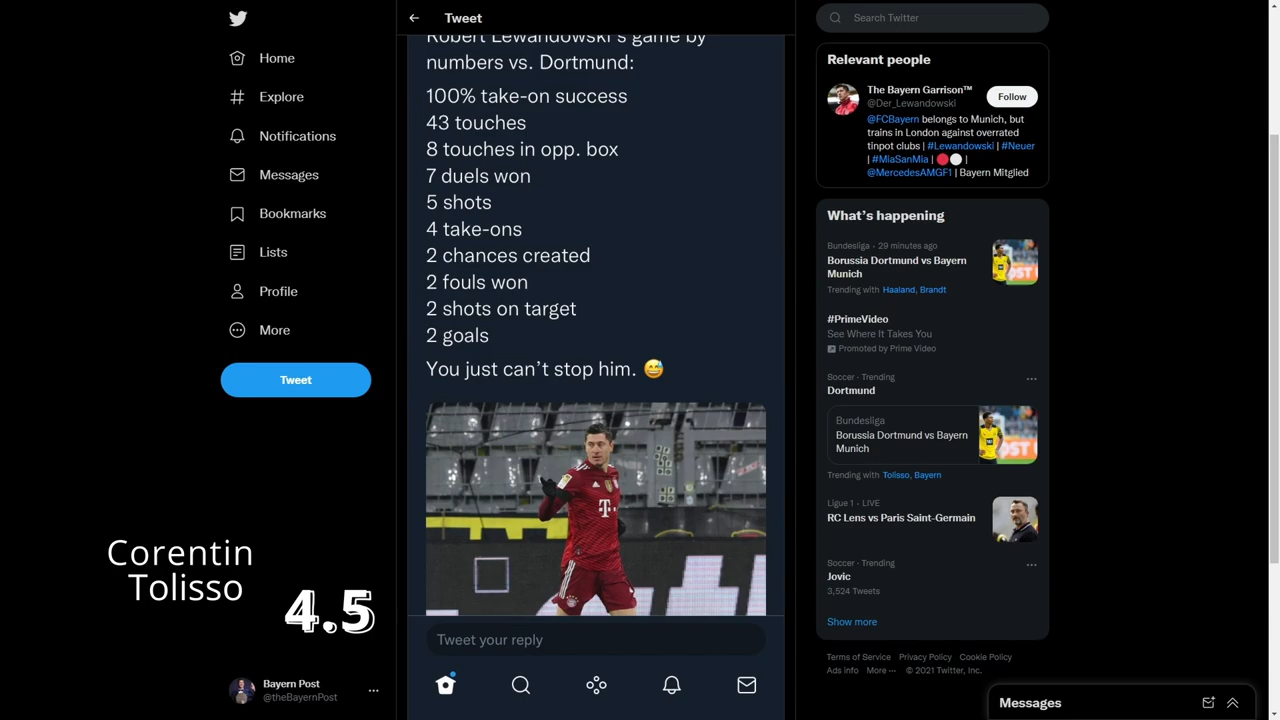 Home
Explore
Notifications
Messages
Bookmarks
Lists
Profile
More
Tweet
Corentin
Tolisso
4.5
Bayern Post
@theBayernPost
Tweet
Robert Lewandowski's game by
numbers vs. Dortmund:
100% take-on success
43 touches
8 touches in opp. box
7 duels won
5 shots
4 take-ons
2 chances created
2 fouls won
2 shots on target
2 goals
You just can't stop him. 😅
T
Tweet your reply
Search Twitter
Relevant people
The Bayern Garrison™
@Der_Lewandowski
Follow
@FCBayern belongs to Munich, but
trains in London against overrated
tinpot clubs | #Lewandowski | #Neuer
| #MiaSanMia | 🔴⚪ |
@MercedesAMGF1 | Bayern Mitglied
What's happening
Bundesliga · 29 minutes ago
Borussia Dortmund vs Bayern
Munich
Trending with Haaland, Brandt
#PrimeVideo
See Where It Takes You
Promoted by Prime Video
Soccer · Trending
Dortmund
Bundesliga
Borussia Dortmund vs Bayern
Munich
Trending with Tolisso, Bayern
Ligue 1 · LIVE
RC Lens vs Paris Saint-Germain
Soccer · Trending
Jovic
3,524 Tweets
Show more
Terms of Service Privacy Policy Cookie Policy
Ad info More ··· © 2021 Twitter, Inc.
Messages